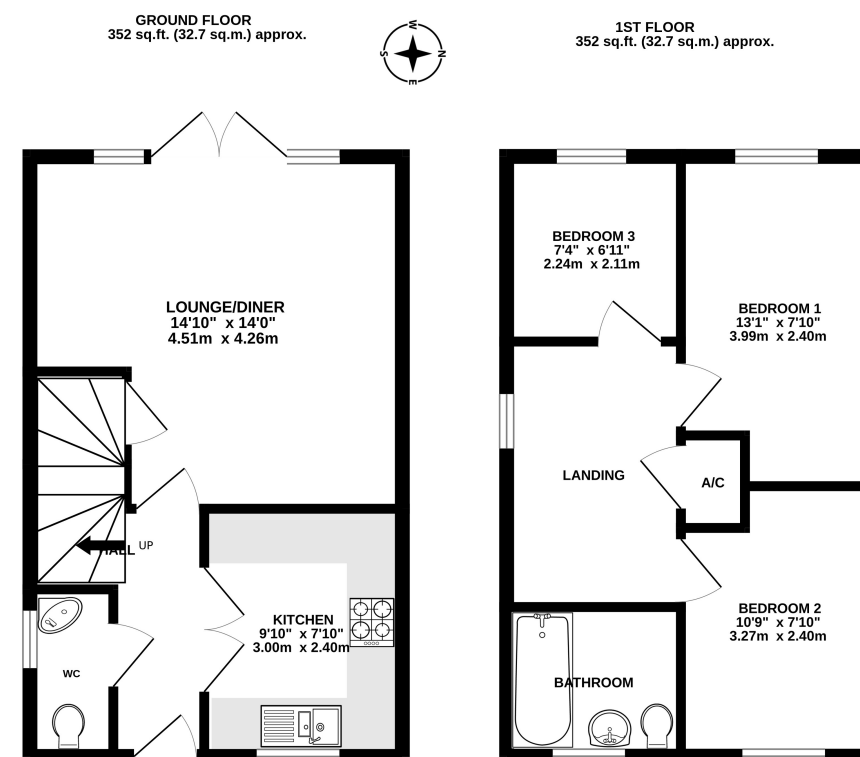 GROUND FLOOR
352 sq.ft. (32.7 sq.m.) approx.
W
N
S
E
1ST FLOOR
352 sq.ft. (32.7 sq.m.) approx.
LOUNGE/DINER
14'10" x 14'0"
4.51m x 4.26m
HALL
UP
KITCHEN
9'10" x 7'10"
3.00m x 2.40m
WC
BEDROOM 3
7'4" x 6'11"
2.24m x 2.11m
BEDROOM 1
13'1" x 7'10"
3.99m x 2.40m
LANDING
A/C
BEDROOM 2
10'9" x 7'10"
3.27m x 2.40m
BATHROOM